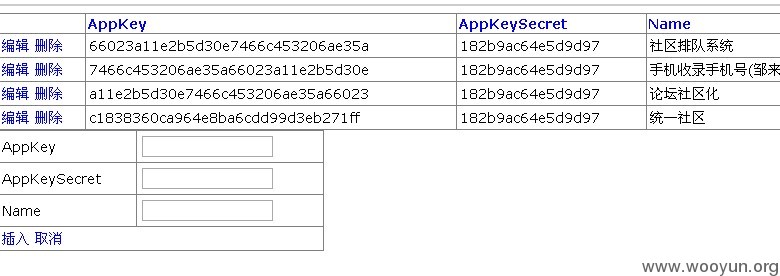 AppKey AppKeySecret Name
编辑 删除 66023a11e2b5d30e7466c453206ae35a 182b9ac64e5d9d97 社区排队系统
编辑 删除 7466c453206ae35a66023a11e2b5d30e 182b9ac64e5d9d97 手机收录手机号(邹来
编辑 删除 a11e2b5d30e7466c453206ae35a66023 182b9ac64e5d9d97 论坛社区化
编辑 删除 c1838360ca964e8ba6cdd99d3eb271ff 182b9ac64e5d9d97 统一社区
AppKey
AppKeySecret
Name
插入 取消
www.wooyun.org